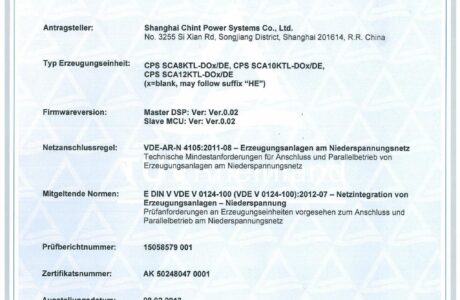 Antragsteller: Shanghai Chint Power Systems Co., Ltd.
No. 3255 Si Xian Rd, Songjiang District, Shanghai 201614, R.R. China
Typ Erzeugungseinheit: CPS SCA8KTL-DOx/DE, CPS SCA10KTL-DOx/DE,
CPS SCA12KTL-DOx/DE
(x=blank, may follow suffix "HE")
Firmwareversion: Master DSP: Ver: Ver.0.02
Slave MCU: Ver: Ver.0.02
Netzanschlussregel: VDE-AR-N 4105:2011-08 – Erzeugungsanlagen am Niederspannungsnetz
Technische Mindestanforderungen für Anschluss und Parallelbetrieb von
Erzeugungsanlagen am Niederspannungsnetz
Mitgeltende Normen: E DIN V VDE V 0124-100 (VDE V 0124-100):2012-07 – Netzintegration von
Erzeugungsanlagen – Niederspannung
Prüfanforderungen an Erzeugungseinheiten vorgesehen zum Anschluss und
Parallelbetrieb am Niederspannungsnetz
Prüfberichtnummer: 15058579 001
Zertifikatsnummer: AK 50248047 0001
Ausstellungsdatum: